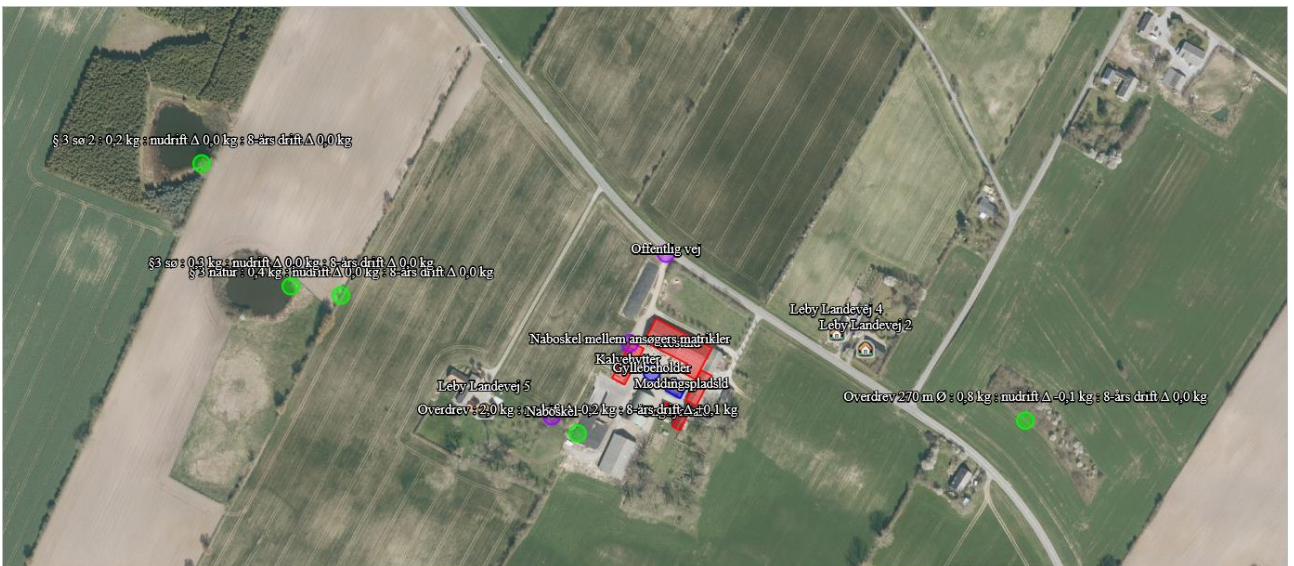 § 3 sø 2 : 0,2 kg : nudrift Δ 0,0 kg : 8-års drift Δ 0,0 kg
Offentlig vej
§3 sø : 0,3 kg : nudrift Δ 0,0 kg : 8-års drift Δ 0,0 kg
§ 3 natur : 0,4 kg : nudrift Δ 0,0 kg : 8-års drift Δ 0,0 kg
Leby Landevej 4
Leby Landevej 2
Naboskel mellem ansøgers matrikler
Kalvehytter
Gyllebeholder
Møddingspladsld
Leby Landevej 5
Overdrev 270 m Ø : 0,8 kg : nudrift Δ -0,1 kg : 8-års drift Δ 0,0 kg
Overdrev : 2,0 kg -0,2 kg : 8-års drift Δ +0,1 kg
Naboskel